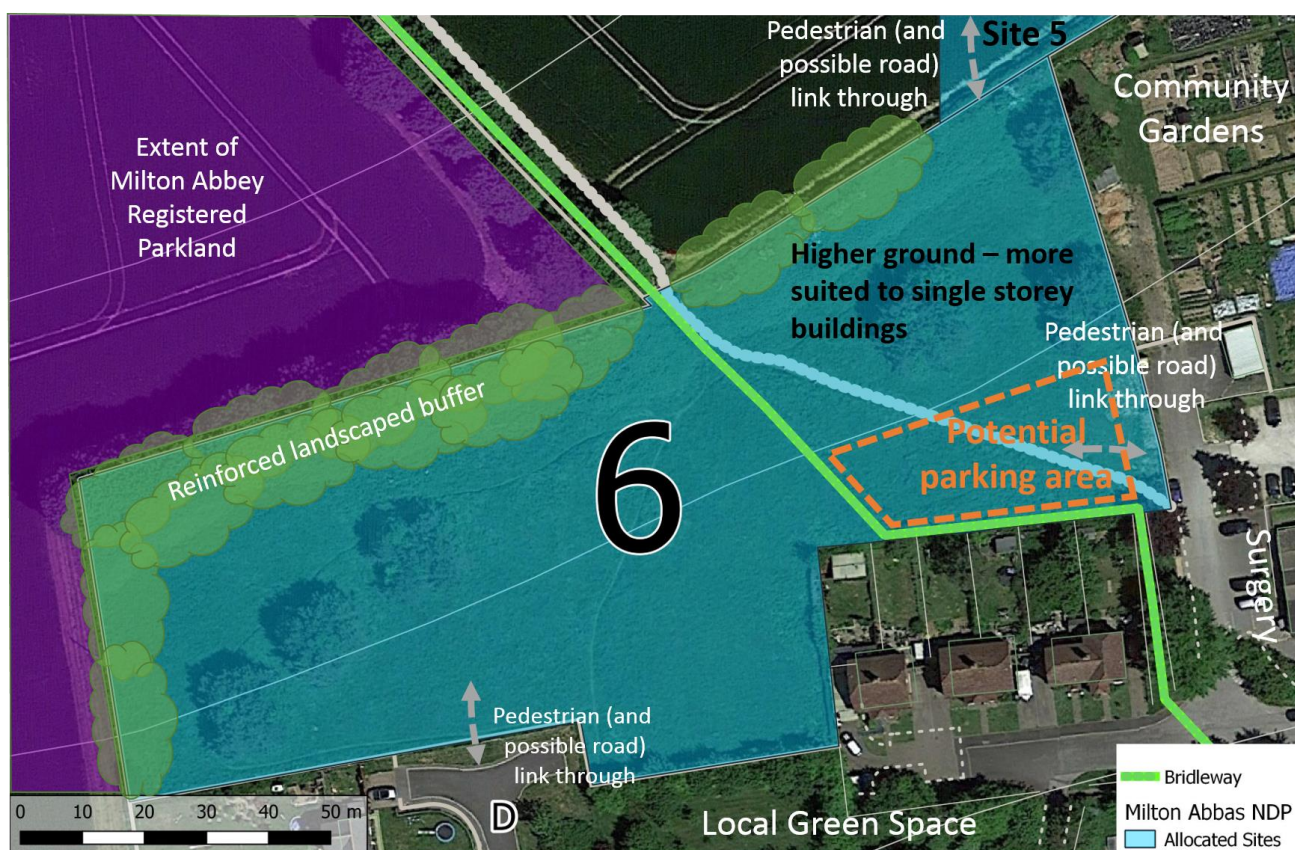 Pedestrian (and
possible road)
link through
Site 5
Community
Gardens
Extent of
Milton Abbey
Registered
Parkland
Higher ground – more
suited to single storey
buildings
Pedestrian (and
possible road)
link through
Reinforced landscaped buffer
6
Potential
parking area
Surgery
Pedestrian (and
possible road)
link through
D
Local Green Space
0 10 20 30 40 50 m
Bridleway
Milton Abbas NDP
Allocated Sites